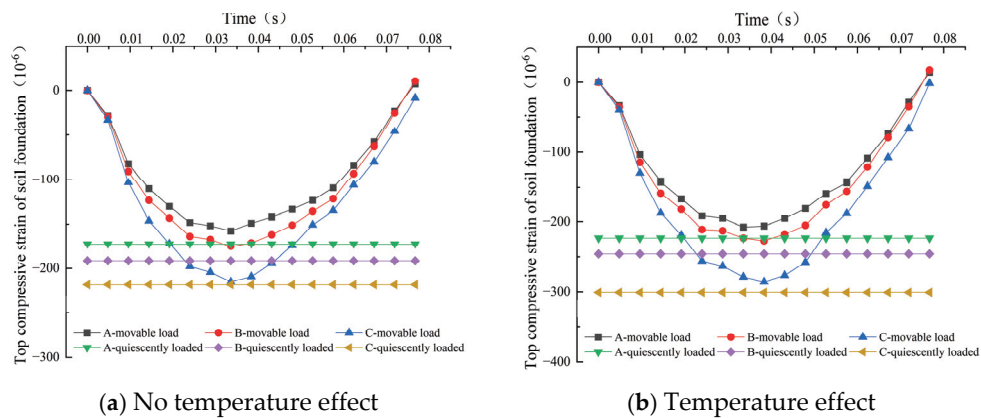 Time（s）
0.00 0.01 0.02 0.03 0.04 0.05 0.06 0.07 0.08
Top compressive strain of soil foundation（10⁻⁶）
0
−100
−200
−300
A-movable load B-movable load C-movable load
A-quiescently loaded B-quiescently loaded C-quiescently loaded
(a) No temperature effect
Time（s）
0.00 0.01 0.02 0.03 0.04 0.05 0.06 0.07 0.08
Top compressive strain of soil foundation（10⁻⁶）
0
−100
−200
−300
−400
A-movable load B-movable load C-movable load
A-quiescently loaded B-quiescently loaded C-quiescently loaded
(b) Temperature effect